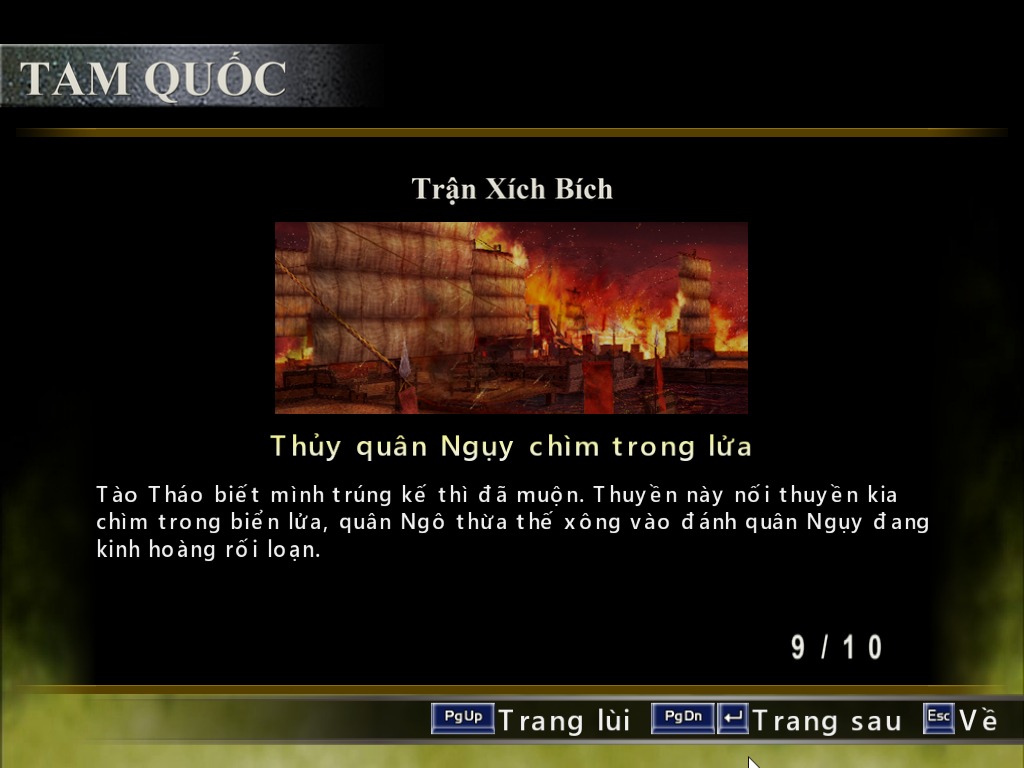 TAM QUỐC
Trận Xích Bích
Thủy quân Ngụy chìm trong lửa
Tào Tháo biết mình trúng kế thì đã muộn. Thuyền này nối thuyền kia
chìm trong biển lửa, quân Ngô thừa thế xông vào đánh quân Ngụy đang
kinh hoàng rối loạn.
9 / 10
PgUp Trang lùi PgDn ↵ Trang sau Esc Về